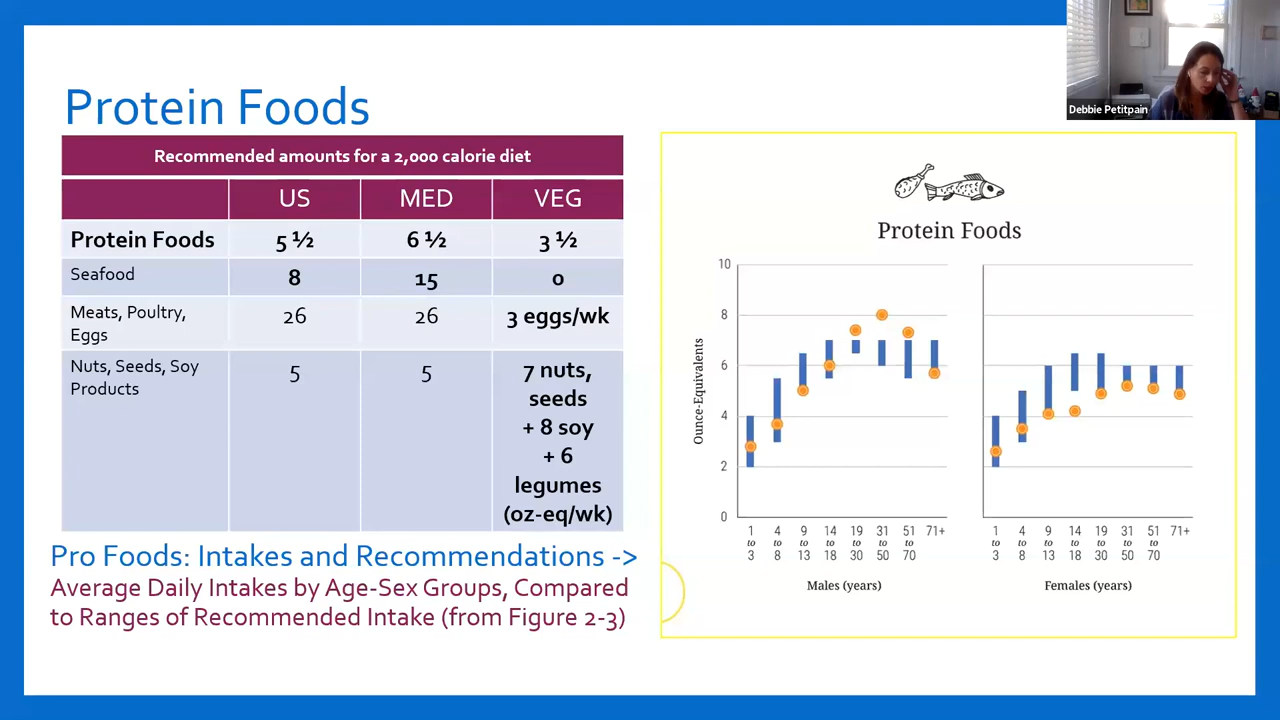 Protein Foods
Recommended amounts for a 2,000 calorie diet
US MED VEG
Protein Foods 5 ½ 6 ½ 3 ½
Seafood 8 15 0
Meats, Poultry,
Eggs
26 26 3 eggs/wk
Nuts, Seeds, Soy
Products
5 5 7 nuts,
seeds
+ 8 soy
+ 6
legumes
(oz-eq/wk)
Pro Foods: Intakes and Recommendations ->
Average Daily Intakes by Age-Sex Groups, Compared
to Ranges of Recommended Intake (from Figure 2-3)
Debbie Petitpain
Protein Foods
Ounce-Equivalents
10
8
6
4
2
0
1 4 9 14 19 31 51 71+
to to to to to to to
3 8 13 18 30 50 70
Males (years)
1 4 9 14 19 31 51 71+
to to to to to to to
3 8 13 18 30 50 70
Females (years)